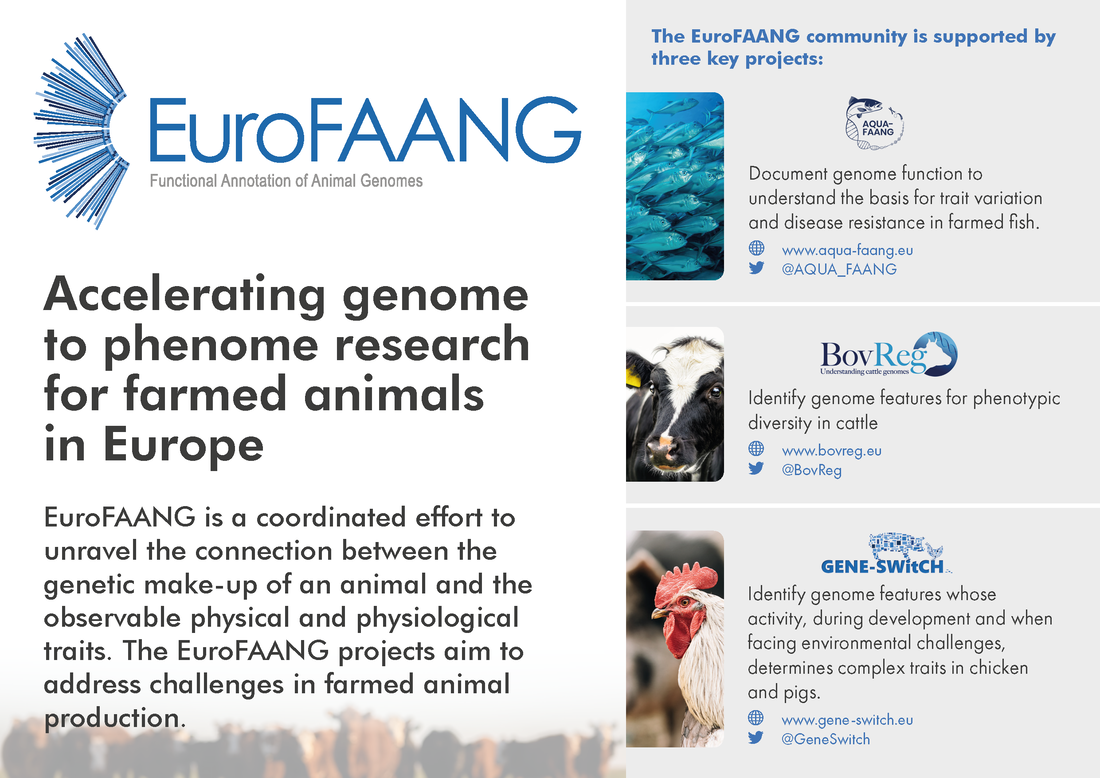 EuroFAANG
Functional Annotation of Animal Genomes
Accelerating genome
to phenome research
for farmed animals
in Europe
EuroFAANG is a coordinated effort to
unravel the connection between the
genetic make-up of an animal and the
observable physical and physiological
traits. The EuroFAANG projects aim to
address challenges in farmed animal
production.
The EuroFAANG community is supported by
three key projects:
AQUA-
FAANG
Document genome function to
understand the basis for trait variation
and disease resistance in farmed fish.
www.aqua-faang.eu
@AQUA_FAANG
BovReg
Understanding cattle genomes
Identify genome features for phenotypic
diversity in cattle
www.bovreg.eu
@BovReg
GENE-SWitCH
Identify genome features whose
activity, during development and when
facing environmental challenges,
determines complex traits in chicken
and pigs.
www.gene-switch.eu
@GeneSwitch